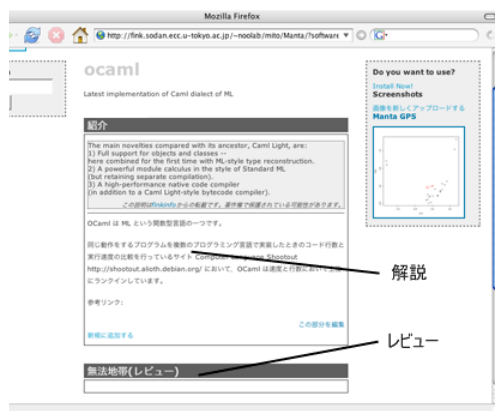 Mozilla Firefox
http://fink.sodan.ecc.u-tokyo.ac.jp/~noolab/mito/Manta/?software
ocaml
Latest implementation of Caml dialect of ML
紹介
The main novelties compared with its ancestor, Caml Light, are:
1) Full support for objects and classes --
here combined for the first time with ML-style type reconstruction.
2) A powerful module calculus in the style of Standard ML
(but retaining separate compilation).
3) A high-performance native code compiler
(in addition to a Caml Light-style bytecode compiler).
この説明はfinkinfoからの転載です。著作権で保護されている可能性があります。
OCaml は ML という関数型言語の一つです。
同じ動作をするプログラムを複数のプログラミング言語で実装したときのコード行数と
実行速度の比較を行っているサイト Computer Language Shootout
http://shootout.alioth.debian.org/ において、OCaml は速度と行数において上位
にランクインしています。
参考リンク:
この部分を編集
新規に追加する
無法地帯(レビュー)
Do you want to use?
Install Now!
Screenshots
画像を新しくアップロードする
Manta GPS
解説
レビュー